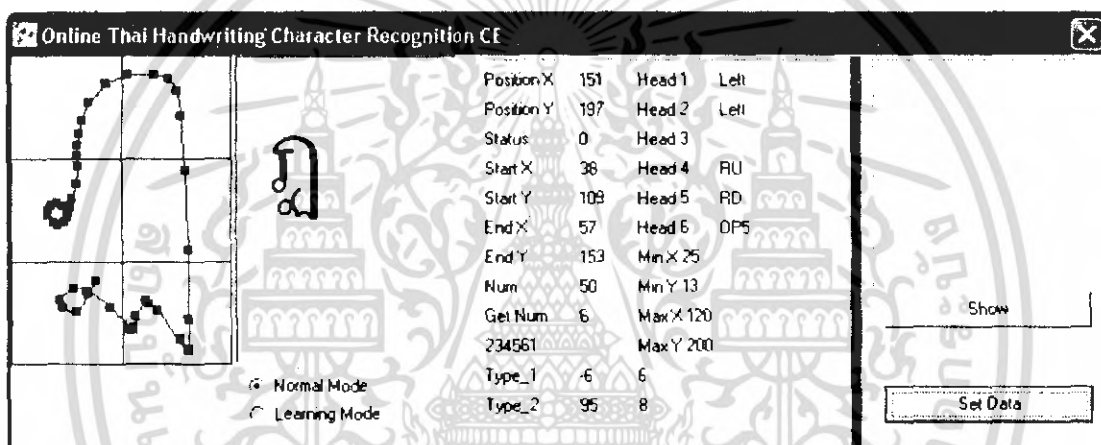 Online Thai Handwriting Character Recognition CE
Position X 151 Head 1 Left
Position Y 197 Head 2 Left
Status 0 Head 3
Start X 38 Head 4 RU
Start Y 109 Head 5 RD
End X 57 Head 6 OP5
End Y 153 Min X 25
Num 50 Min Y 13
Get Num 6 Max X 120
234561 Max Y 200
Type_1 -6 6
Type_2 95 8
Normal Mode
Learning Mode
Show
Set Data